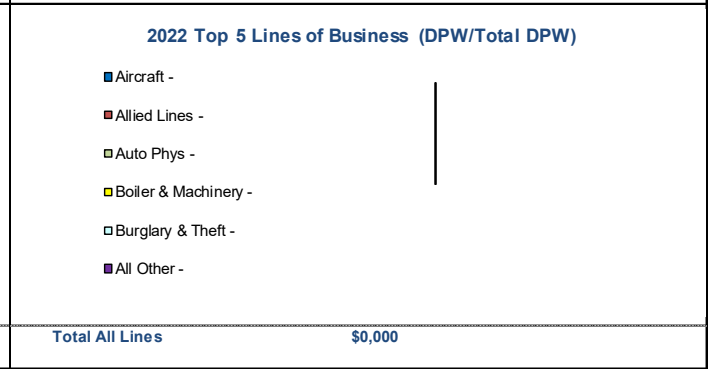 2022 Top 5 Lines of Business (DPW/Total DPW)
Aircraft -
Allied Lines -
Auto Phys -
Boiler & Machinery -
Burglary & Theft -
All Other -
Total All Lines $0,000